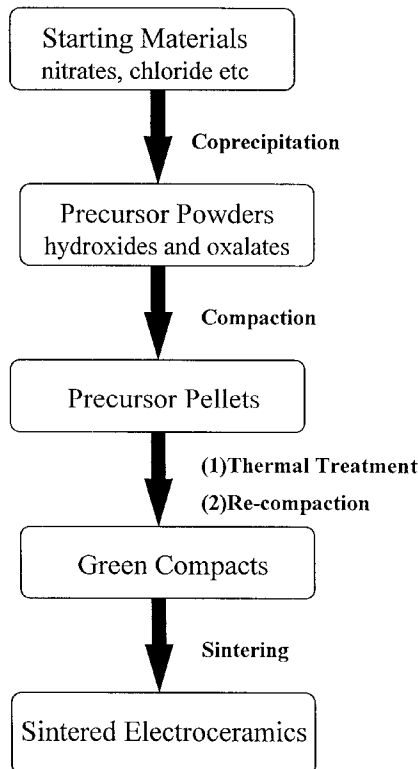 Starting Materials
nitrates, chloride etc
Coprecipitation
Precursor Powders
hydroxides and oxalates
Compaction
Precursor Pellets
(1)Thermal Treatment
(2)Re-compaction
Green Compacts
Sintering
Sintered Electroceramics